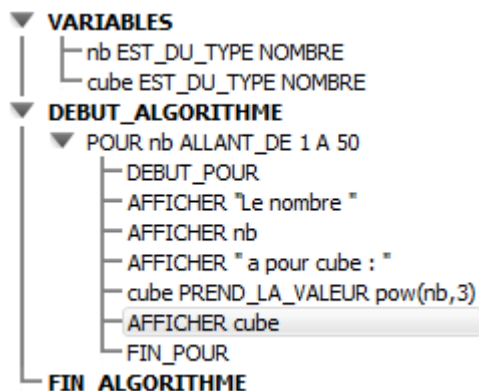 VARIABLES
nb EST_DU_TYPE NOMBRE
cube EST_DU_TYPE NOMBRE
DEBUT_ALGORITHME
POUR nb ALLANT_DE 1 A 50
DEBUT_POUR
AFFICHER "Le nombre "
AFFICHER nb
AFFICHER " a pour cube : "
cube PREND_LA_VALEUR pow(nb,3)
AFFICHER cube
FIN_POUR
FIN_ALGORITHME